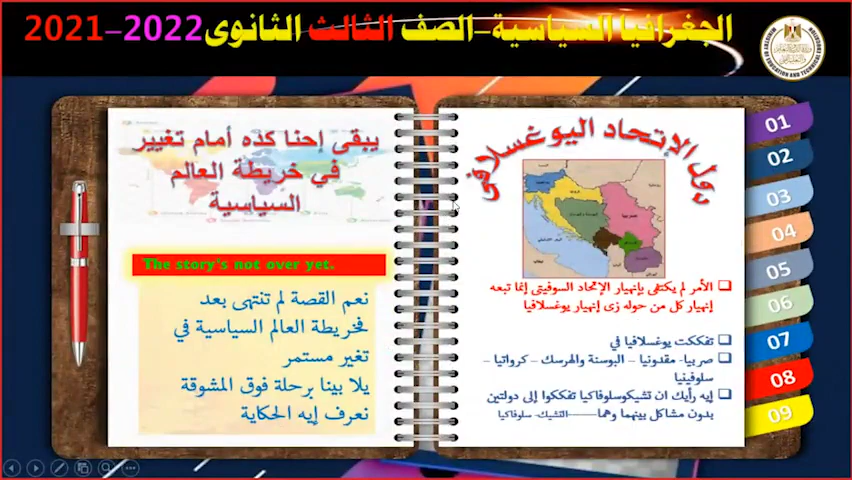 الجغرافيا السياسية-الصف الثالث الثانوى 2022-2021
دول الإتحاد اليوغسلافى
صربيا
الأمر لم يكتفى بإنهيار الإتحاد السوفيتى إنما تبعه
إنهيار كل من حوله زى إنهيار يوغسلافيا
تفككت يوغسلافيا في
صربيا- مقدونيا – البوسنة والهرسك – كرواتيا –
سلوفينيا
إيه رأيك ان تشيكوسلوفاكيا تفككوا إلى دولتين
بدون مشاكل بينهما وهما——التشيك- سلوفاكيا
يبقى إحنا كده أمام تغيير
في خريطة العالم
السياسية
The story's not over yet.
نعم القصة لم تنتهى بعد
فخريطة العالم السياسية في
تغير مستمر
يلا بينا برحلة فوق المشوقة
نعرف إيه الحكاية
01
02
03
04
05
06
07
08
09